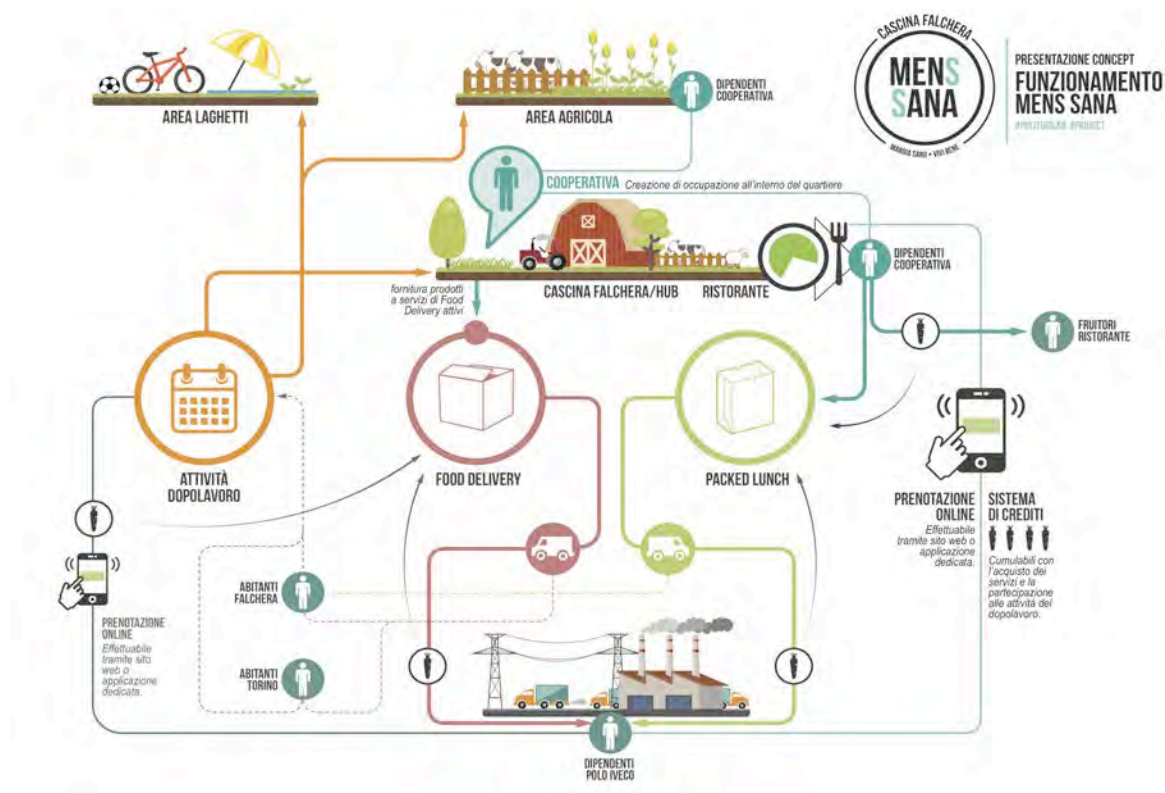 CASCINA FALCHERA
MENS
SANA
MANGIA SANO • VIVI BENE
PRESENTAZIONE CONCEPT
FUNZIONAMENTO
MENS SANA
AREA LAGHETTI
AREA AGRICOLA
DIPENDENTI
COOPERATIVA
COOPERATIVA Creazione di occupazione all'interno del quartiere
DIPENDENTI
COOPERATIVA
CASCINA FALCHERA/HUB
RISTORANTE
fornitura prodotti
a servizi di Food
Delivery attivi
FRUITORI
RISTORANTE
ATTIVITÀ
DOPOLAVORO
FOOD DELIVERY
PACKED LUNCH
PRENOTAZIONE
ONLINE
Effettuabile
tramite sito web o
applicazione
dedicata.
SISTEMA
DI CREDITI
Cumulabili con
l'acquisto dei
servizi e la
partecipazione
alle attività del
dopolavoro.
ABITANTI
FALCHERA
PRENOTAZIONE
ONLINE
Effettuabile
tramite sito
web o
applicazione
dedicata.
ABITANTI
TORINO
DIPENDENTI
POLO IVECO